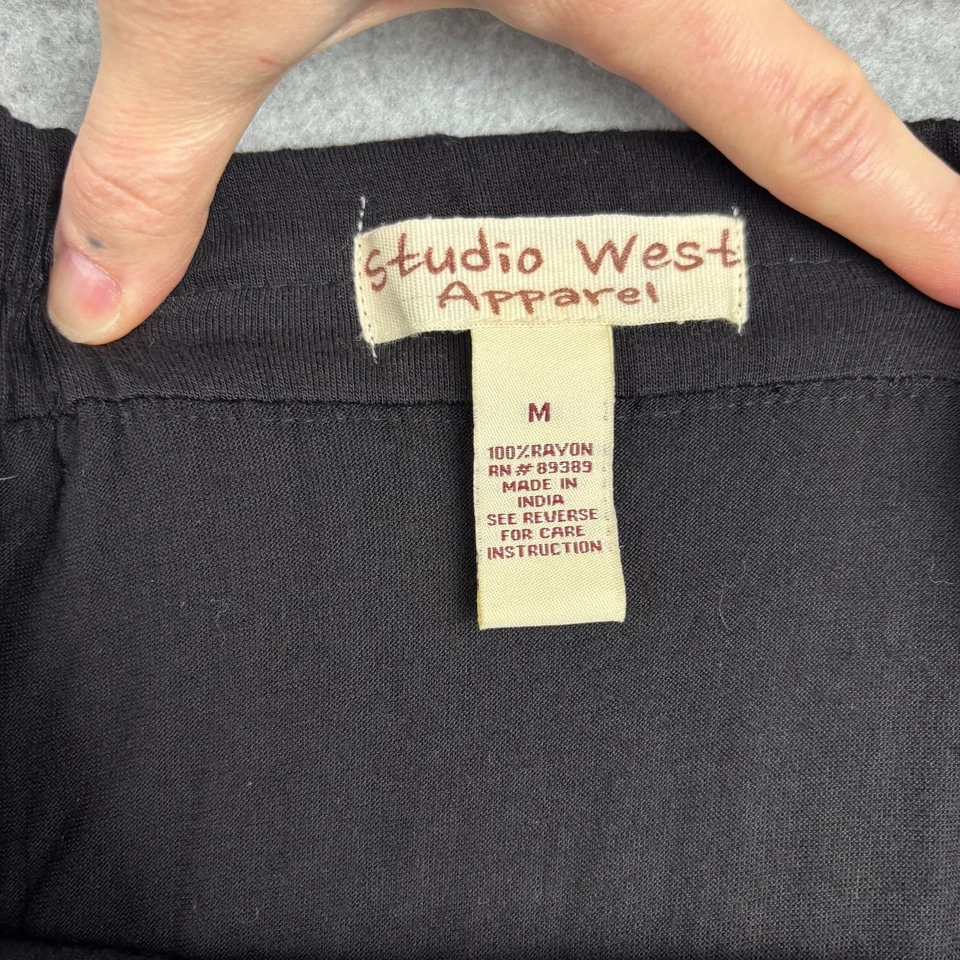 Studio West
Apparel
M
100%RAYON
RN# 89389
MADE IN
INDIA
SEE REVERSE
FOR CARE
INSTRUCTION